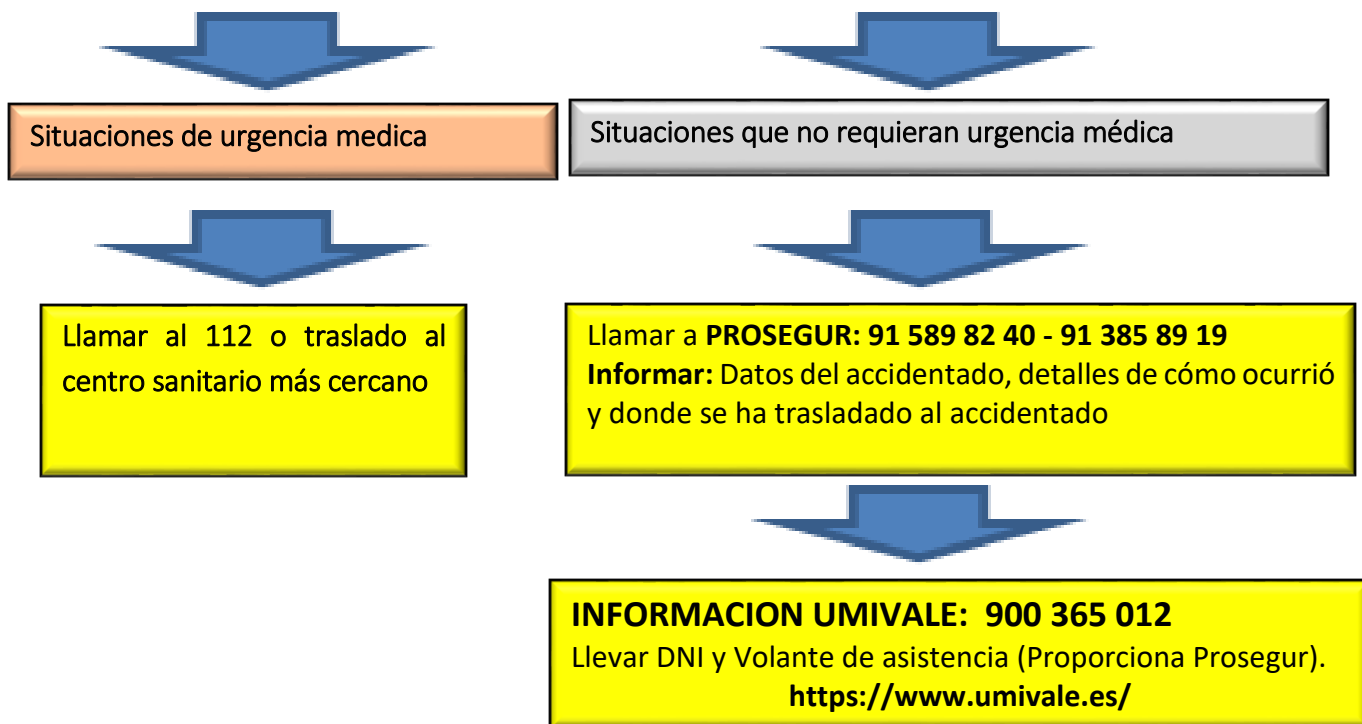 Situaciones de urgencia medica
Situaciones que no requieran urgencia médica
Llamar al 112 o traslado al
centro sanitario más cercano
Llamar a PROSEGUR: 91 589 82 40 - 91 385 89 19
Informar: Datos del accidentado, detalles de cómo ocurrió
y donde se ha trasladado al accidentado
INFORMACION UMIVALE: 900 365 012
Llevar DNI y Volante de asistencia (Proporciona Prosegur).
https://www.umivale.es/